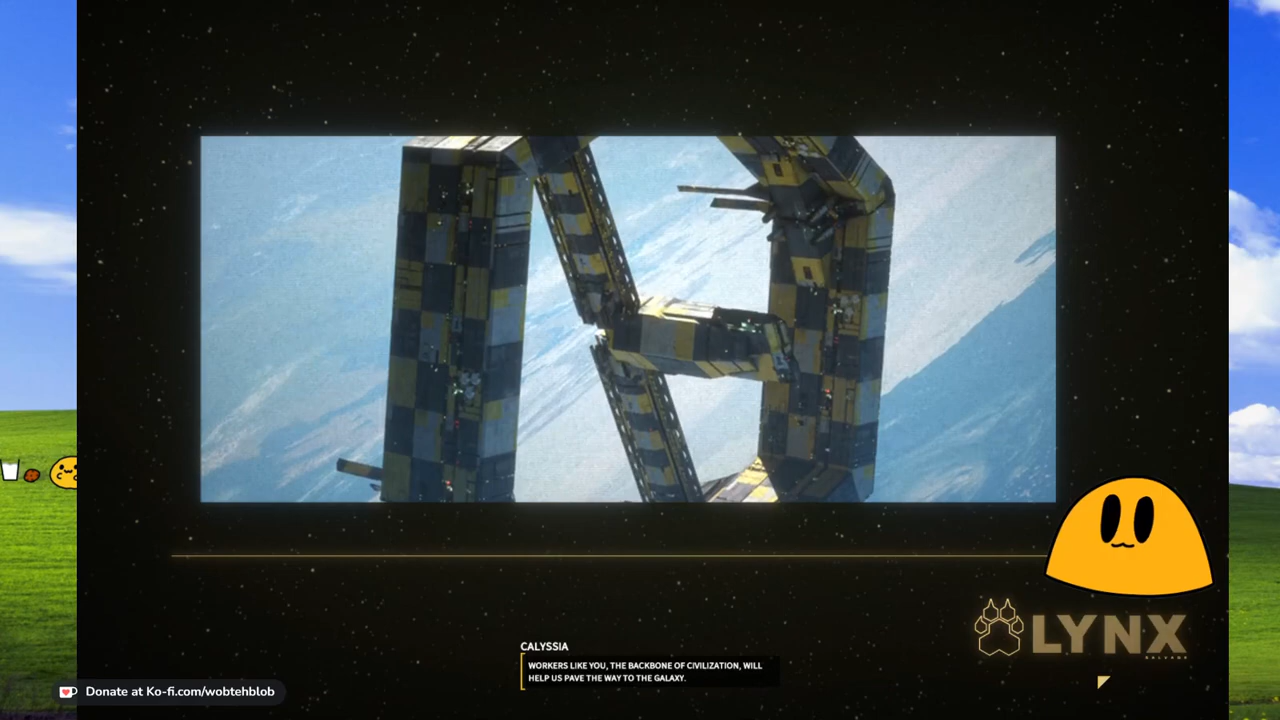 LYNX
SALVAGE
CALYSSIA
WORKERS LIKE YOU, THE BACKBONE OF CIVILIZATION, WILL
HELP US PAVE THE WAY TO THE GALAXY.
Donate at Ko-fi.com/wobtehblob